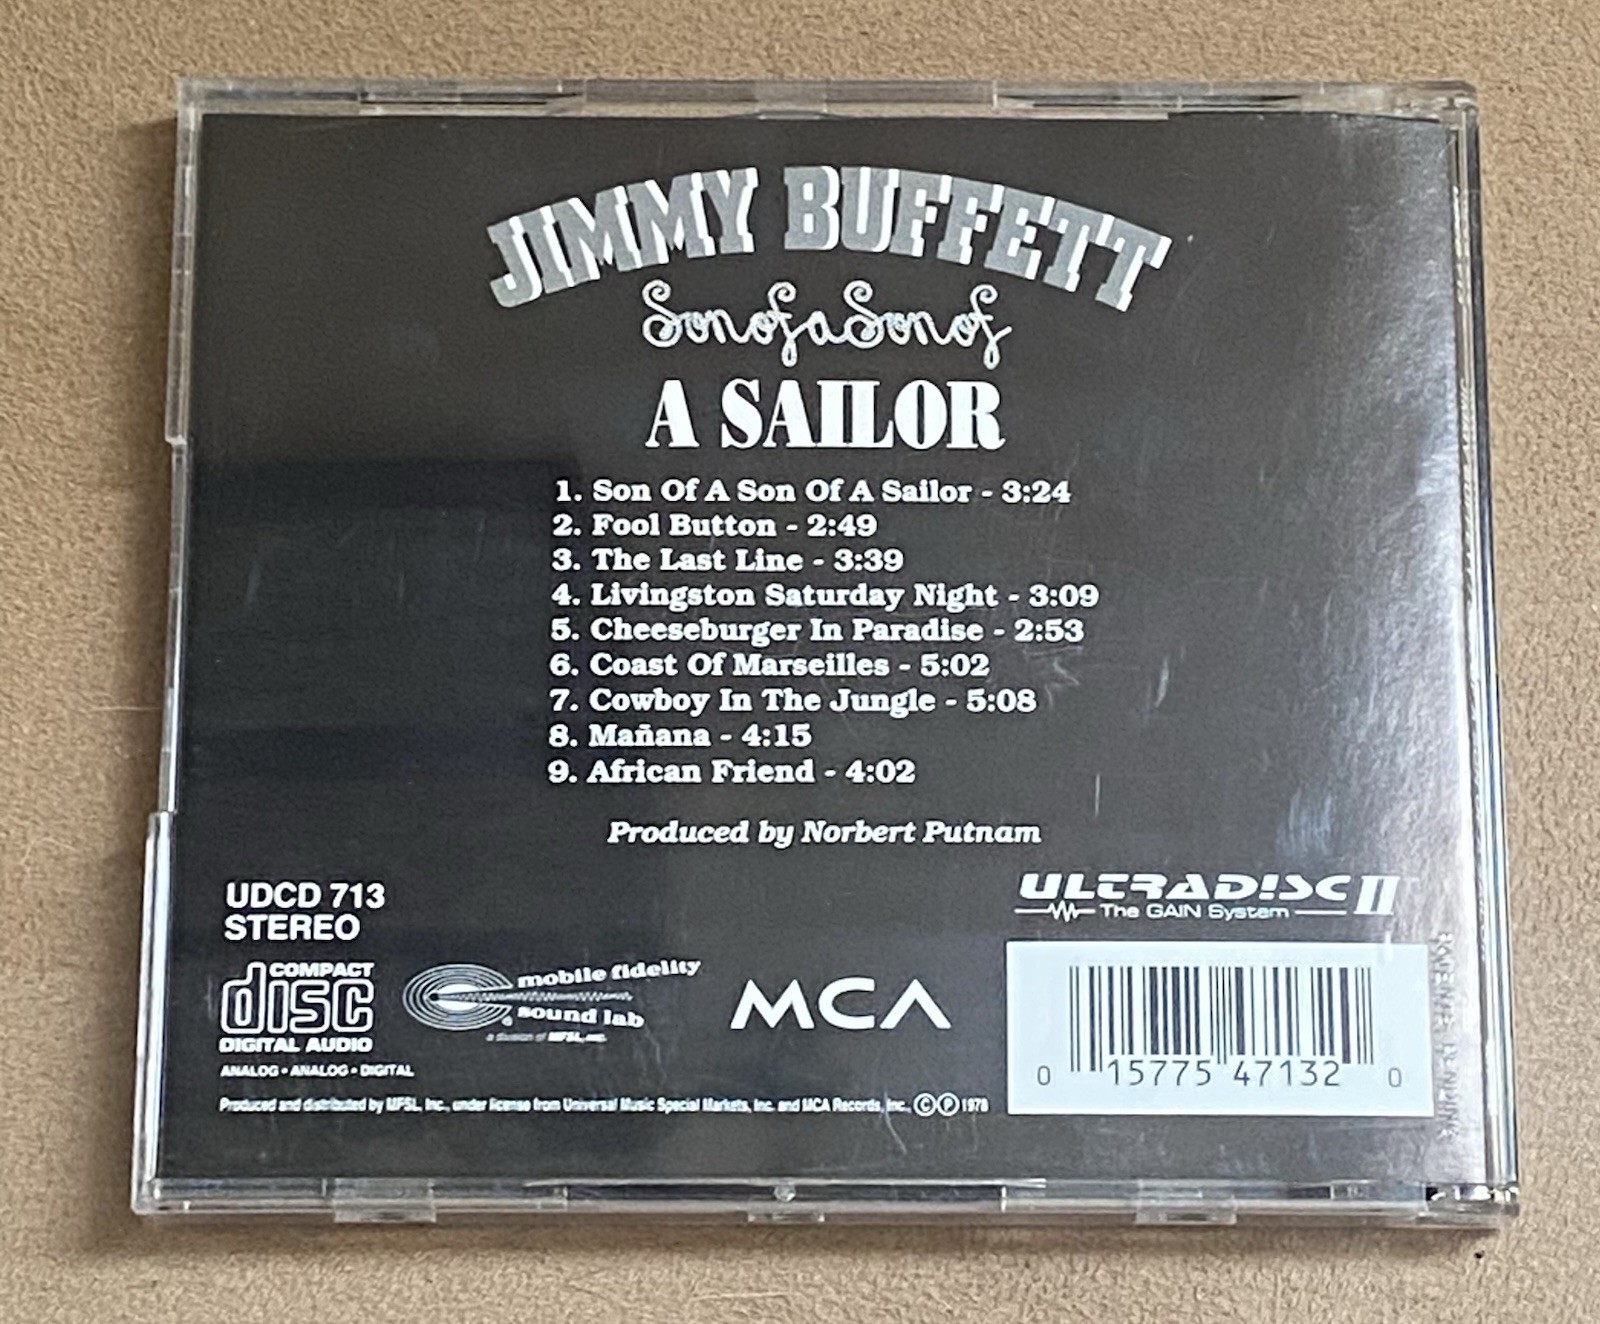 JIMMY BUFFETT
Son of a Son of
A SAILOR
1. Son Of A Son Of A Sailor - 3:24
2. Fool Button - 2:49
3. The Last Line - 3:39
4. Livingston Saturday Night - 3:09
5. Cheeseburger In Paradise - 2:53
6. Coast Of Marseilles - 5:02
7. Cowboy In The Jungle - 5:08
8. Mañana - 4:15
9. African Friend - 4:02
Produced by Norbert Putnam
UDCD 713
STEREO
COMPACT
disc
DIGITAL AUDIO
ANALOG • ANALOG • DIGITAL
mobile fidelity
sound lab
a division of MFSL, inc.
MCA
ULTRADISC II
The GAIN System
0 15775 47132 0
Produced and distributed by MFSL, Inc., under license from Universal Music Special Markets, Inc. and MCA Records, Inc., ©℗ 1978